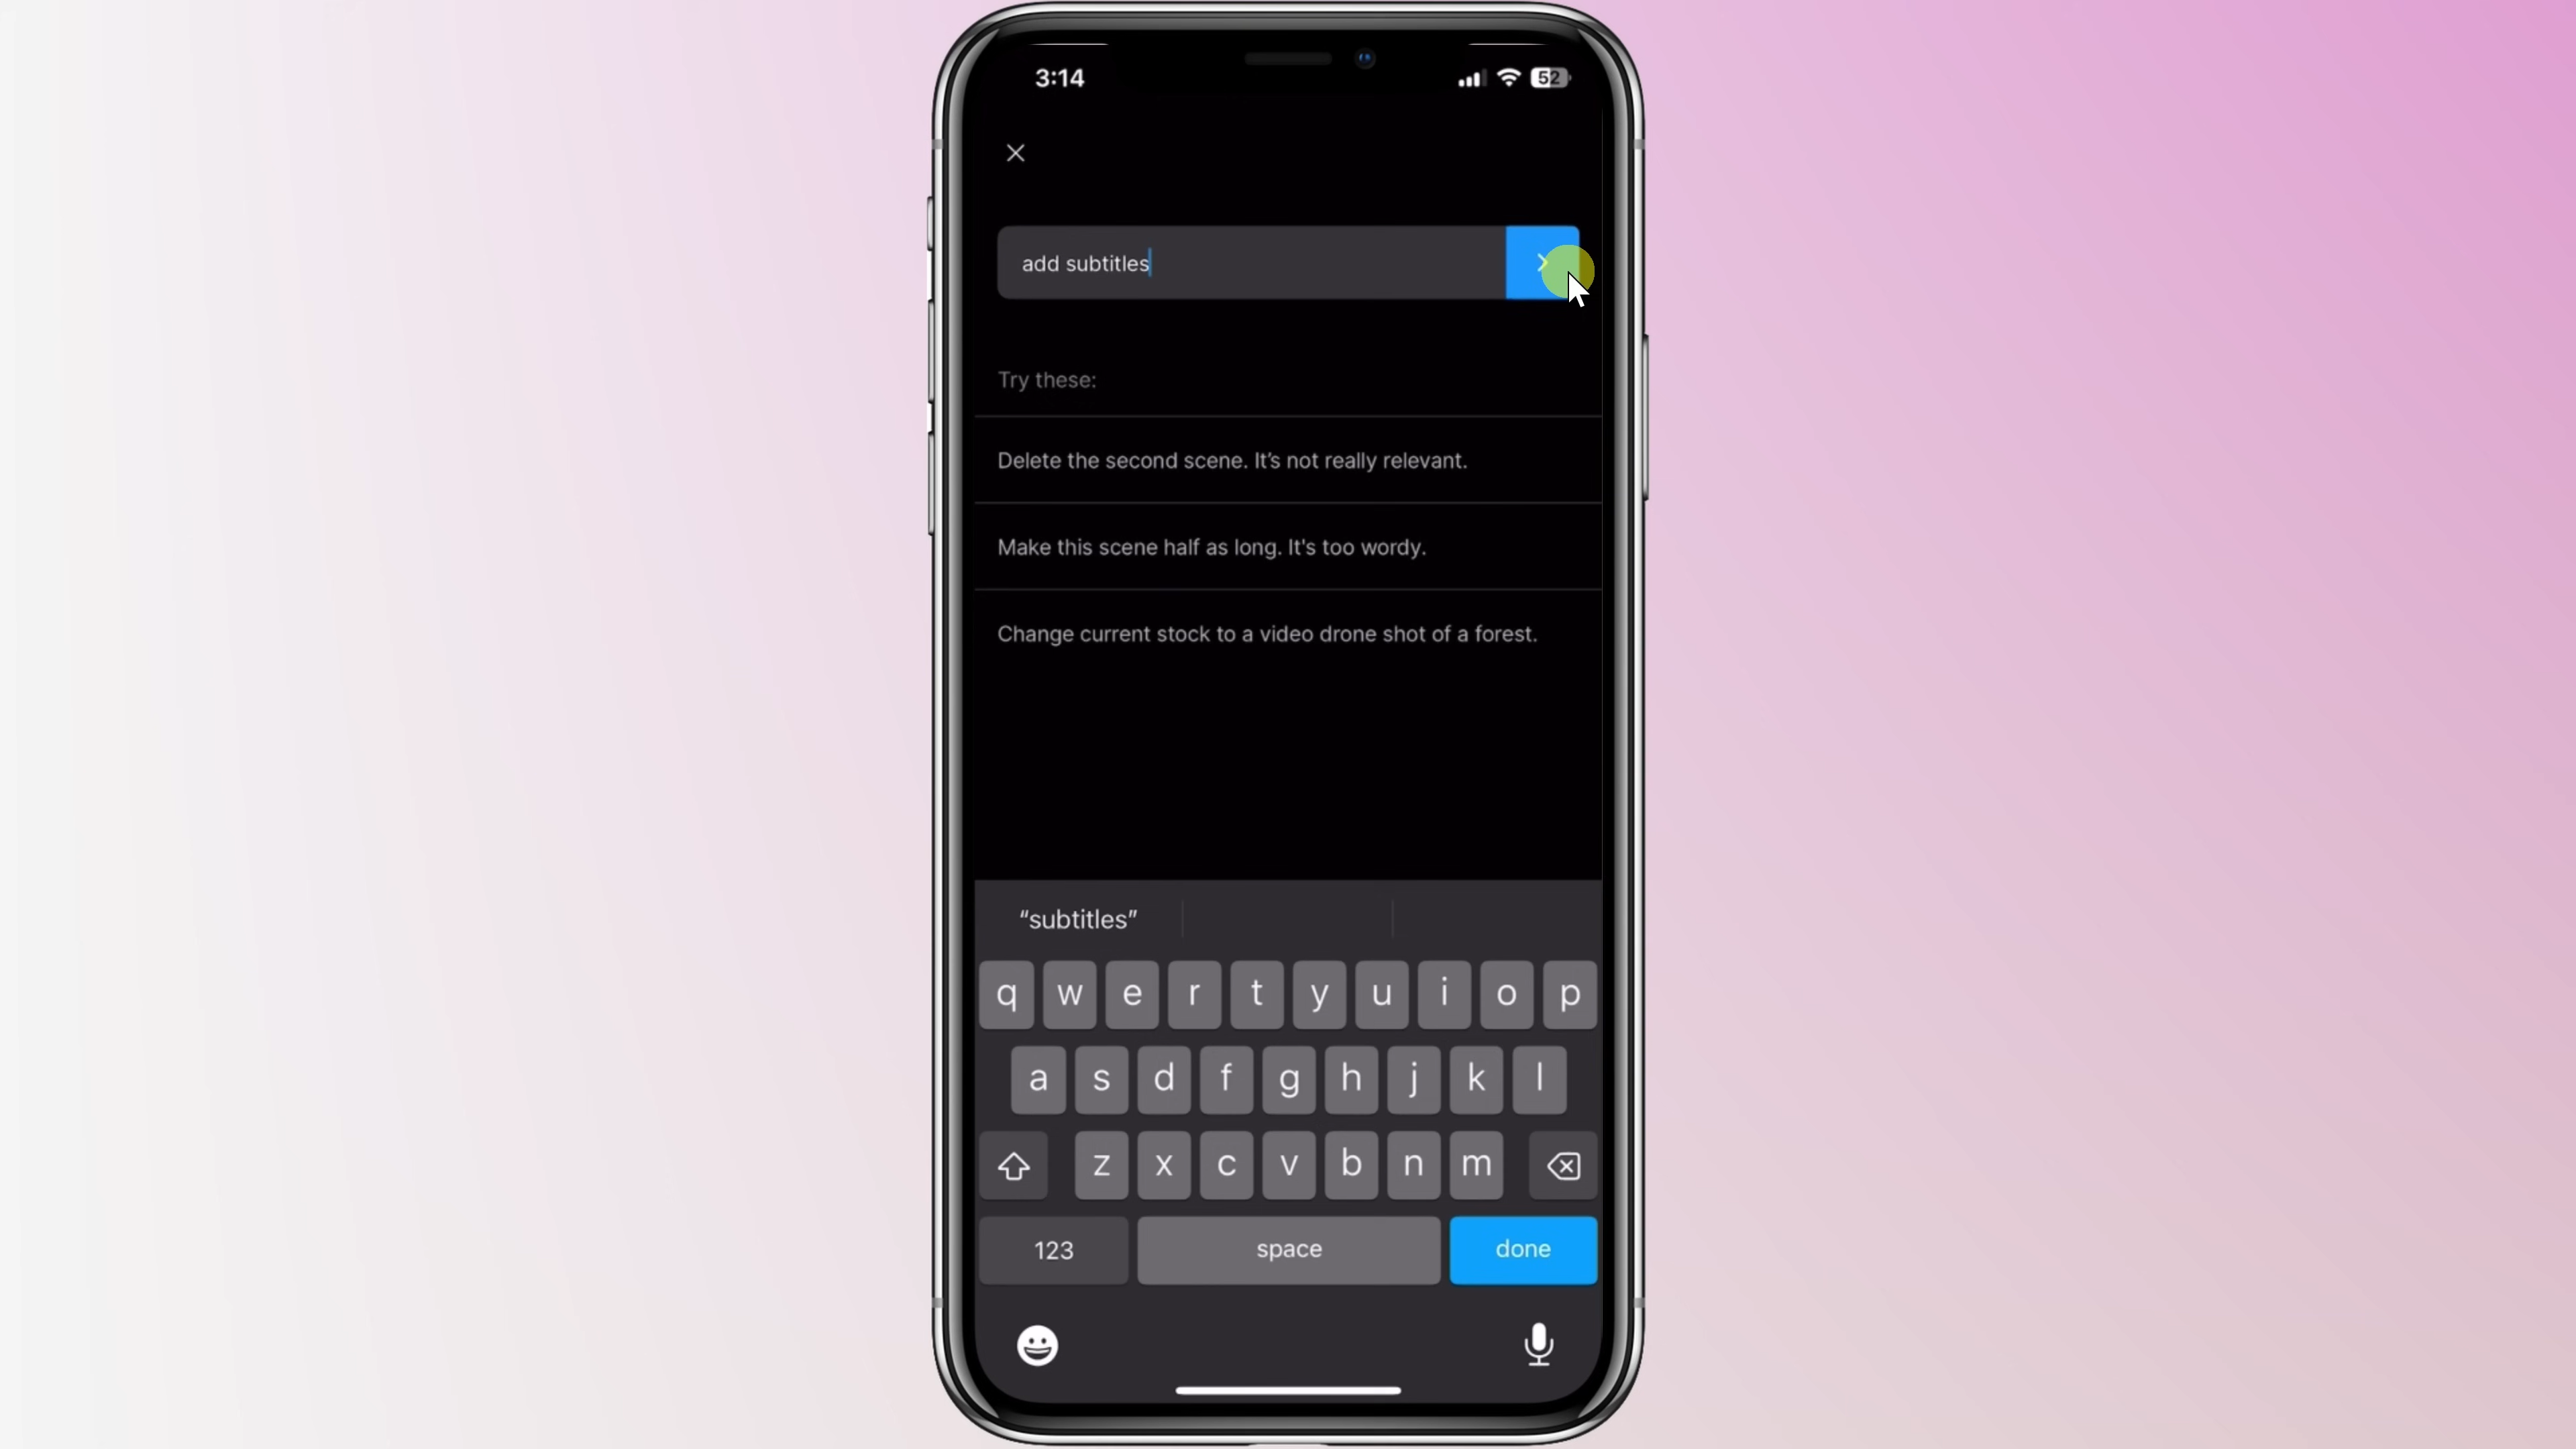 3:14
52
add subtitles
Try these:
Delete the second scene. It’s not really relevant.
Make this scene half as long. It's too wordy.
Change current stock to a video drone shot of a forest.
“subtitles”
q w e r t y u i o p
a s d f g h j k l
z x c v b n m
123 space done